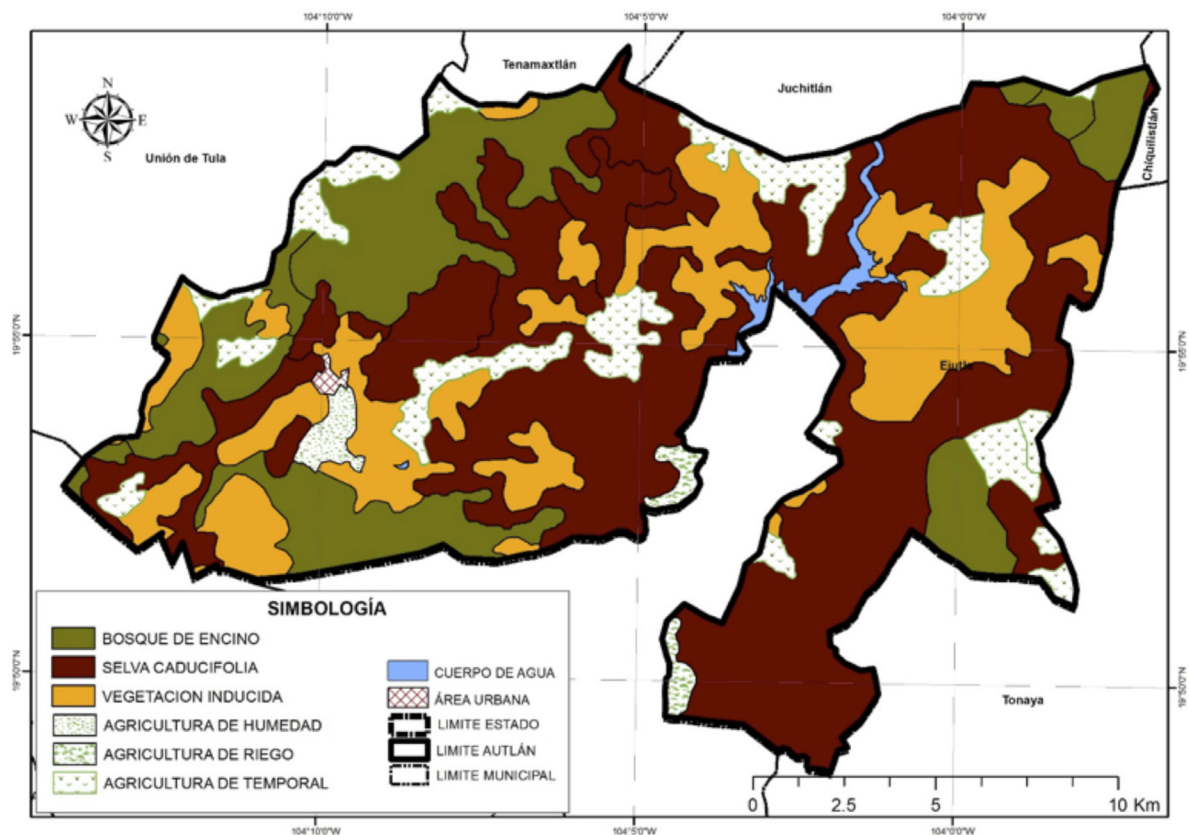 104°10'0"W
104°5'0"W
104°0'0"W
Tenamaxtlán
Juchitlán
Chiquilistlán
N
W
E
S
Unión de Tula
19°55'0"N
19°55'0"N
Ejutla
SIMBOLOGÍA
BOSQUE DE ENCINO
SELVA CADUCIFOLIA
VEGETACION INDUCIDA
AGRICULTURA DE HUMEDAD
AGRICULTURA DE RIEGO
AGRICULTURA DE TEMPORAL
CUERPO DE AGUA
ÁREA URBANA
LIMITE ESTADO
LIMITE AUTLÁN
LIMITE MUNICIPAL
19°50'0"N
19°50'0"N
Tonaya
0 2.5 5 10 Km
104°10'0"W
104°5'0"W
104°0'0"W